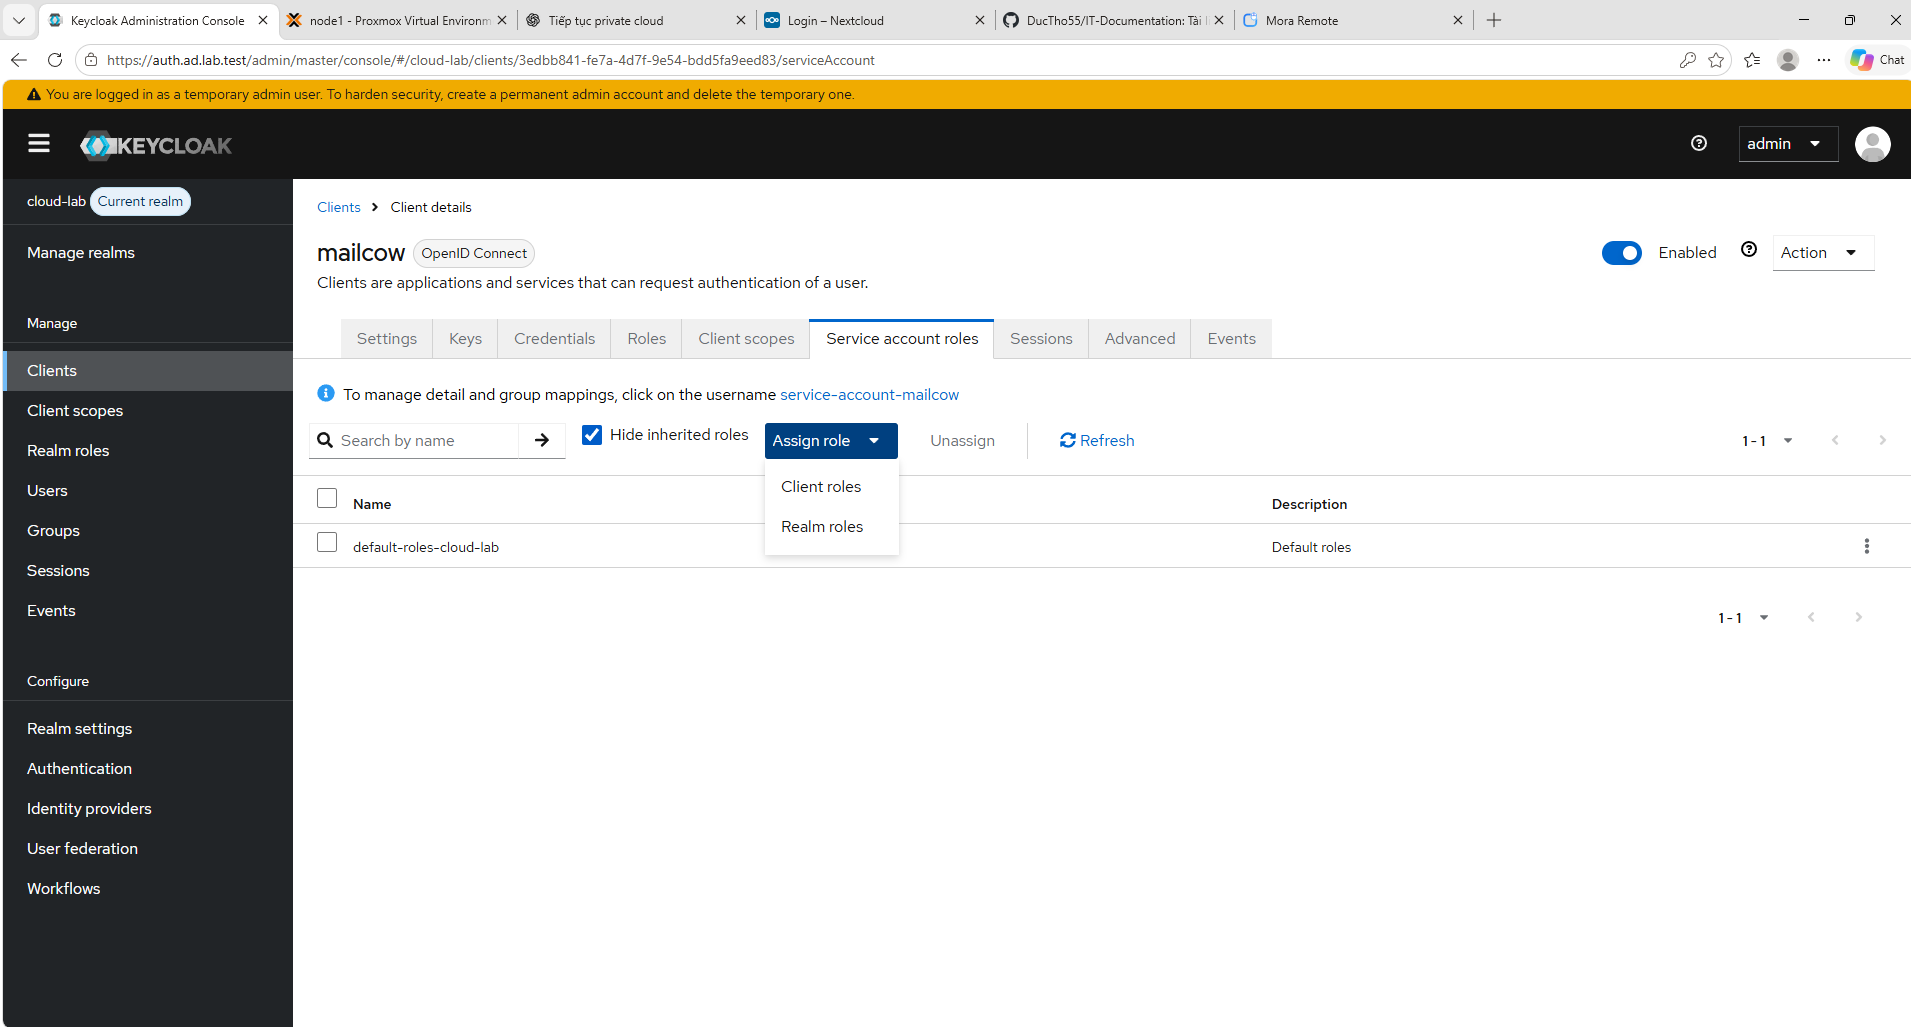 Keycloak Administration Console
node1 - Proxmox Virtual Environm
Tiếp tục private cloud
Login – Nextcloud
DucTho55/IT-Documentation: Tài l
Mora Remote
https://auth.ad.lab.test/admin/master/console/#/cloud-lab/clients/3edbb841-fe7a-4d7f-9e54-bdd5fa9eed83/serviceAccount
Chat
You are logged in as a temporary admin user. To harden security, create a permanent admin account and delete the temporary one.
KEYCLOAK
admin
cloud-lab Current realm
Manage realms
Manage
Clients
Client scopes
Realm roles
Users
Groups
Sessions
Events
Configure
Realm settings
Authentication
Identity providers
User federation
Workflows
Clients > Client details
mailcow OpenID Connect
Enabled
Action
Clients are applications and services that can request authentication of a user.
Settings Keys Credentials Roles Client scopes Service account roles Sessions Advanced Events
To manage detail and group mappings, click on the username service-account-mailcow
Search by name
Hide inherited roles
Assign role
Unassign
Refresh
1 - 1
Client roles
Realm roles
Name Description
default-roles-cloud-lab Default roles
1 - 1